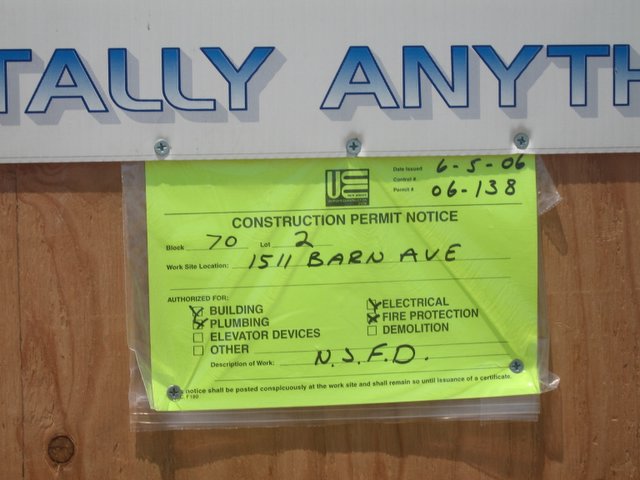 TALLY ANYTH
UC
Date Issued 6-5-06
Control #
Permit # 06-138
CONSTRUCTION PERMIT NOTICE
Block 70 Lot 2
Work Site Location: 1511 BARN AVE
AUTHORIZED FOR:
BUILDING ELECTRICAL
PLUMBING FIRE PROTECTION
ELEVATOR DEVICES DEMOLITION
OTHER
Description of Work: N.S.F.D.
notice shall be posted conspicuously at the work site and shall remain so until issuance of a certificate.